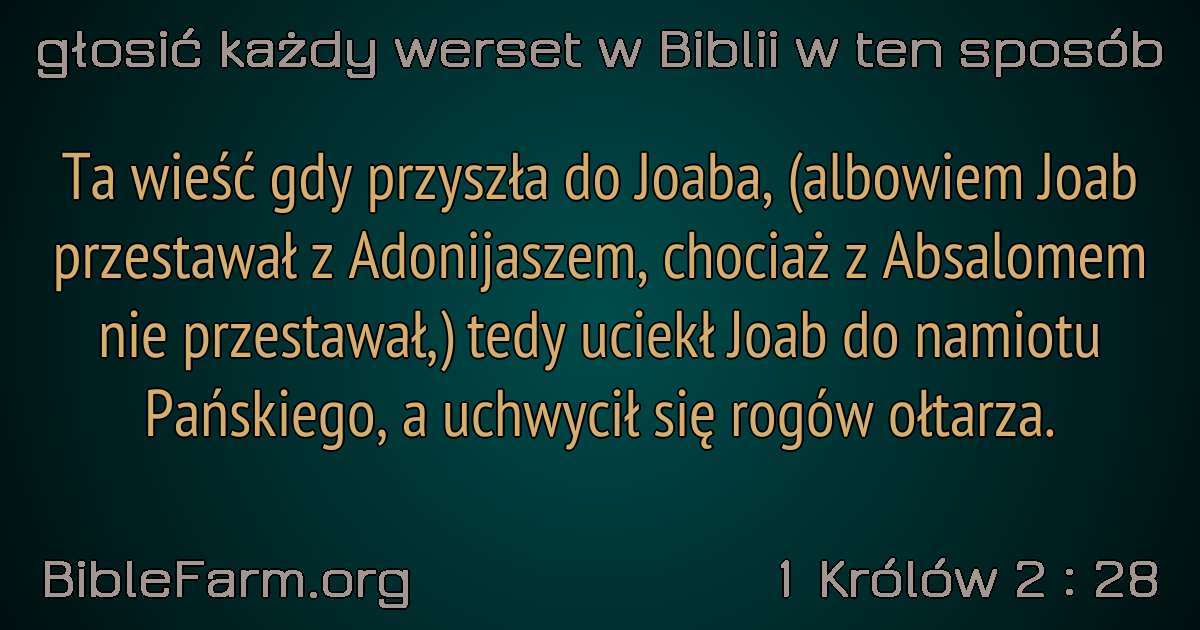 głosić każdy werset w Biblii w ten sposób
Ta wieść gdy przyszła do Joaba, (albowiem Joab
przestawał z Adonijaszem, chociaż z Absalomem
nie przestawał,) tedy uciekł Joab do namiotu
Pańskiego, a uchwycił się rogów ołtarza.
BibleFarm.org
1 Królów 2 : 28